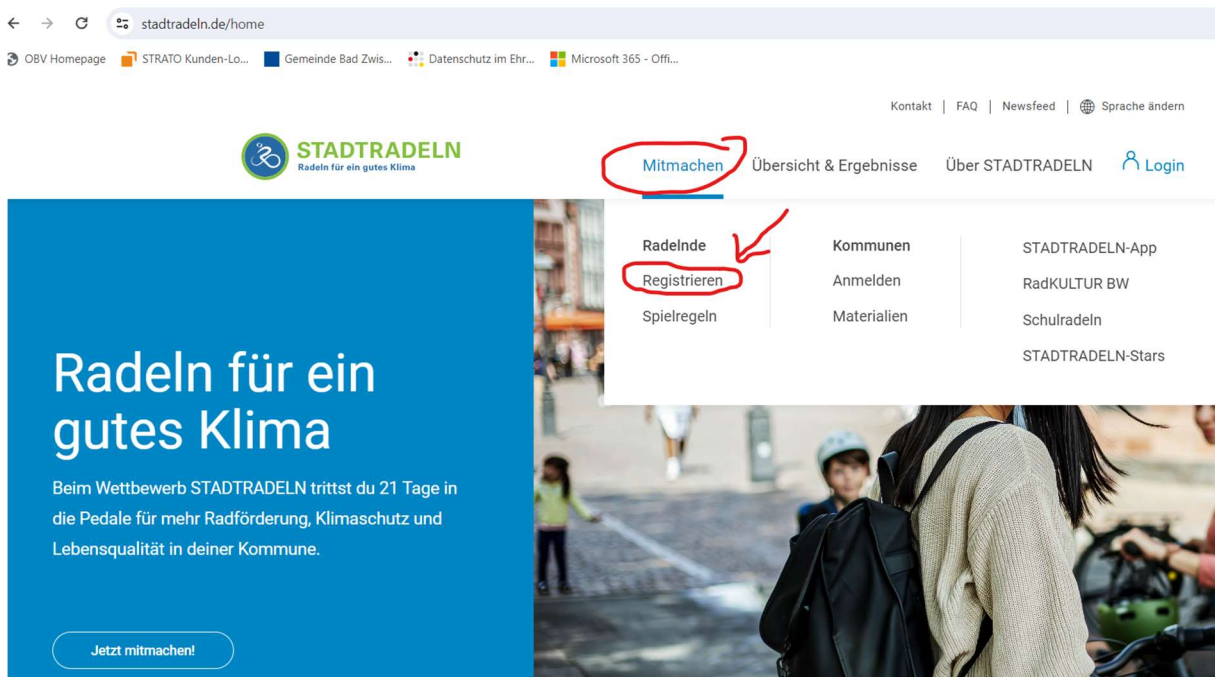 stadtradeln.de/home
OBV Homepage STRATO Kunden-Lo... Gemeinde Bad Zwis... Datenschutz im Ehr... Microsoft 365 - Offi...
Kontakt | FAQ | Newsfeed | Sprache ändern
STADTRADELN
Radeln für ein gutes Klima
Mitmachen Übersicht & Ergebnisse Über STADTRADELN Login
Radelnde Kommunen STADTRADELN-App
Registrieren Anmelden RadKULTUR BW
Spielregeln Materialien Schulradeln
STADTRADELN-Stars
Radeln für ein
gutes Klima
Beim Wettbewerb STADTRADELN trittst du 21 Tage in
die Pedale für mehr Radförderung, Klimaschutz und
Lebensqualität in deiner Kommune.
Jetzt mitmachen!